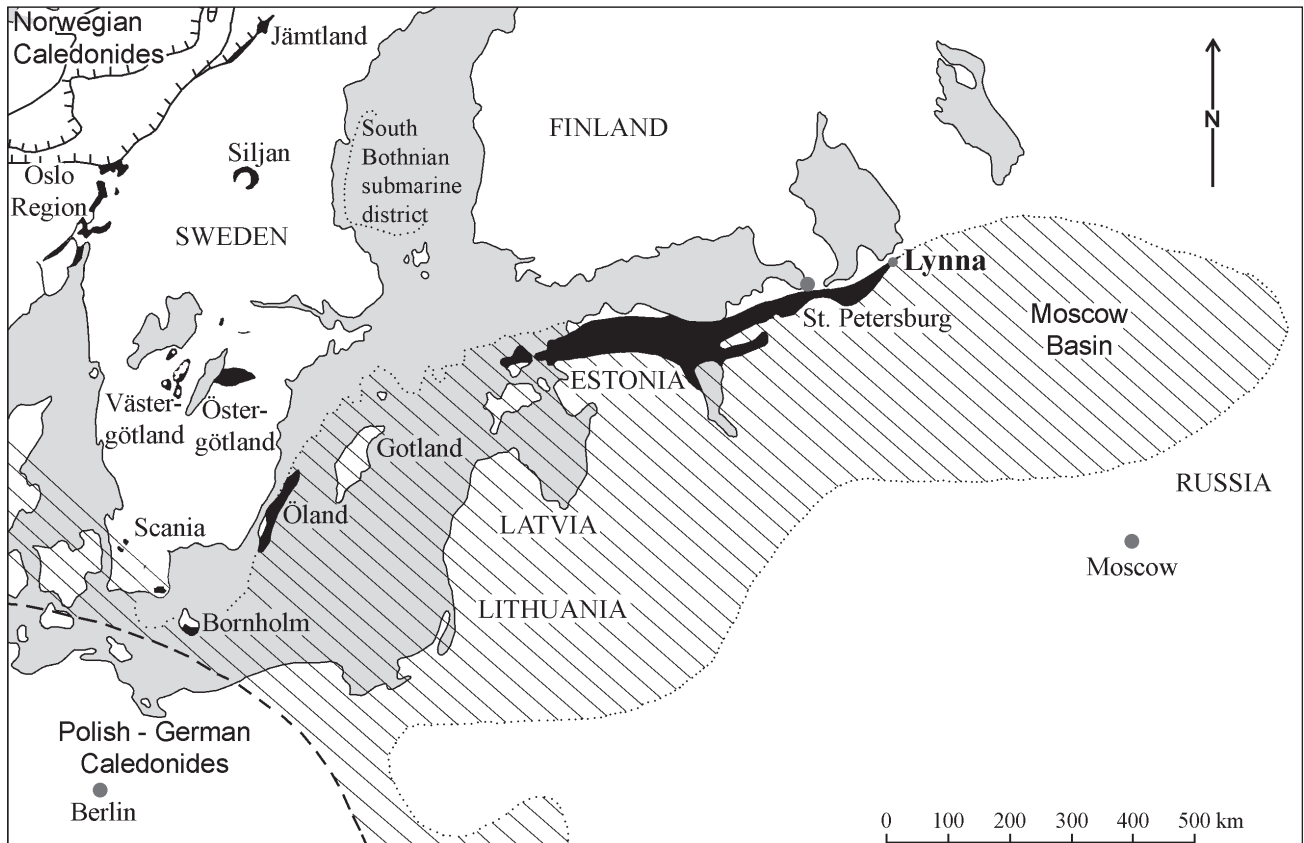 Norwegian
Caledonides
Jämtland
South
Bothnian
submarine
district
FINLAND
N
Siljan
Oslo
Region
SWEDEN
Lynna
St. Petersburg
Moscow
Basin
ESTONIA
Väster-
götland
Öster-
götland
Gotland
RUSSIA
Öland
Scania
LATVIA
Moscow
LITHUANIA
Bornholm
Polish - German
Caledonides
Berlin
0 100 200 300 400 500 km